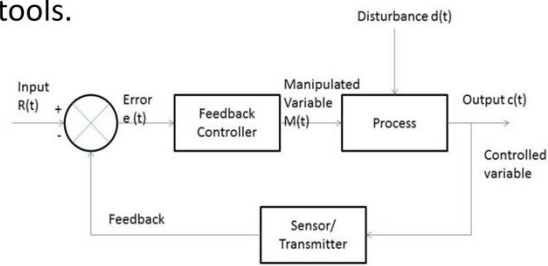 tools.
Disturbance d(t)
Input
R(t)
+
-
Error
e (t)
Feedback
Controller
Manipulated
Variable
M(t)
Process
Output c(t)
Controlled
variable
Feedback
Sensor/
Transmitter